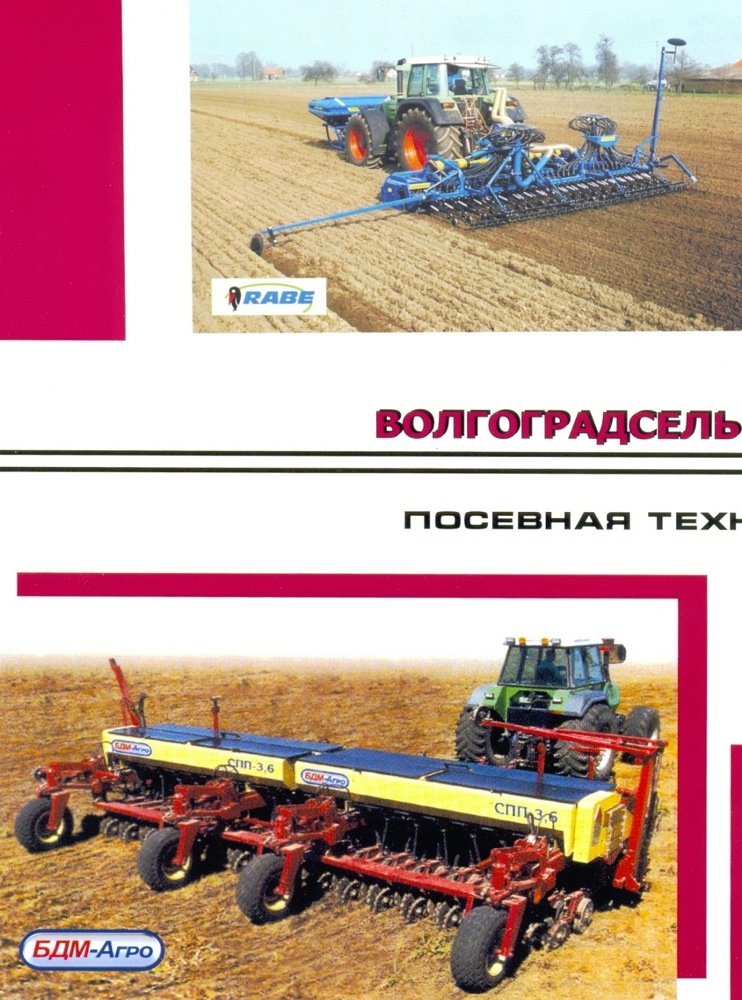 RABE
ВОЛГОГРАДСЕЛЬ
ПОСЕВНАЯ ТЕХН
БДМ-Агро
СПП-3,6
БДМ-Агро
СПП-3,6
БДМ-Агро